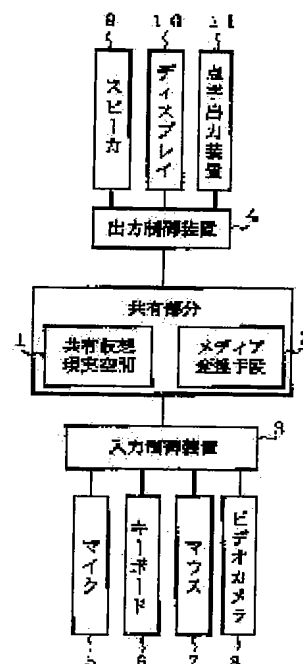 9 10 11
スピーカ
ディスプレイ
点字出力装置
出力制御装置
4
共有部分
1
共有仮想
現実空間
2
メディア
変換手段
入力制御装置
3
マイク
キーボード
マウス
ビデオカメラ
5 6 7 8